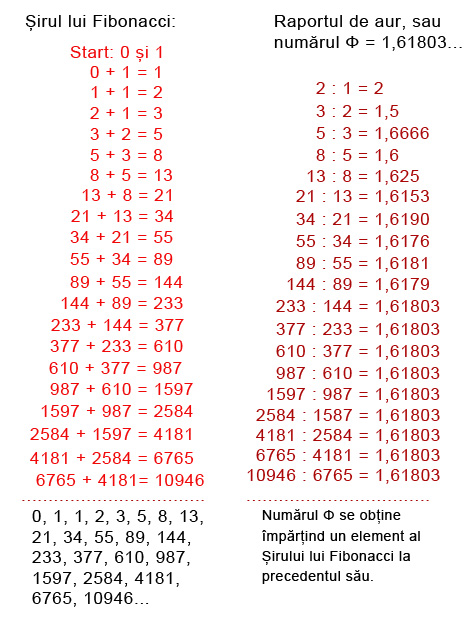 Șirul lui Fibonacci:
Start: 0 și 1
0 + 1 = 1
1 + 1 = 2
2 + 1 = 3
3 + 2 = 5
5 + 3 = 8
8 + 5 = 13
13 + 8 = 21
21 + 13 = 34
34 + 21 = 55
55 + 34 = 89
89 + 55 = 144
144 + 89 = 233
233 + 144 = 377
377 + 233 = 610
610 + 377 = 987
987 + 610 = 1597
1597 + 987 = 2584
2584 + 1597 = 4181
4181 + 2584 = 6765
6765 + 4181= 10946
0, 1, 1, 2, 3, 5, 8, 13,
21, 34, 55, 89, 144,
233, 377, 610, 987,
1597, 2584, 4181,
6765, 10946...
Raportul de aur, sau
numărul Φ = 1,61803...
2 : 1 = 2
3 : 2 = 1,5
5 : 3 = 1,6666
8 : 5 = 1,6
13 : 8 = 1,625
21 : 13 = 1,6153
34 : 21 = 1,6190
55 : 34 = 1,6176
89 : 55 = 1,6181
144 : 89 = 1,6179
233 : 144 = 1,61803
377 : 233 = 1,61803
610 : 377 = 1,61803
987 : 610 = 1,61803
1597 : 987 = 1,61803
2584 : 1587 = 1,61803
4181 : 2584 = 1,61803
6765 : 4181 = 1,61803
10946 : 6765 = 1,61803
Numărul Φ se obține
împărțind un element al
Șirului lui Fibonacci la
precedentul său.